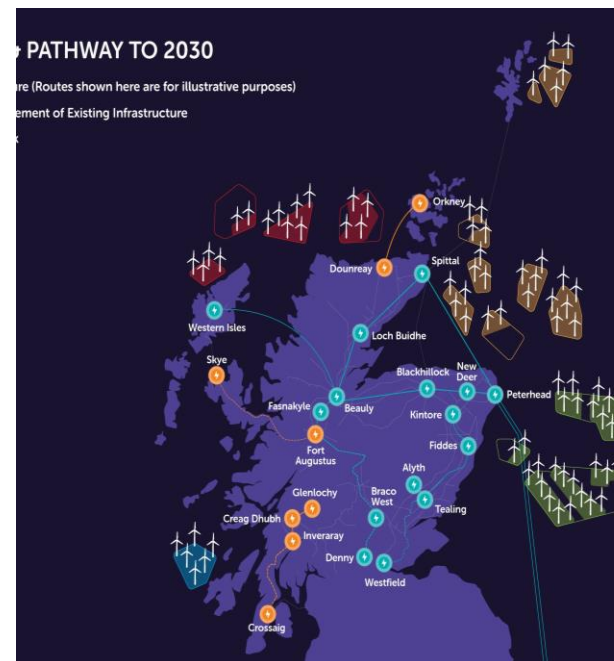 & PATHWAY TO 2030
ure (Routes shown here are for illustrative purposes)
ement of Existing Infrastructure
k
Orkney
Dounreay
Spittal
Western Isles
Loch Buidhe
Skye
Blackhillock
New
Deer
Peterhead
Fasnakyle
Beauly
Kintore
Fort
Augustus
Fiddes
Alyth
Glenlochy
Braco
West
Creag Dhubh
Tealing
Inveraray
Denny
Westfield
Crossaig